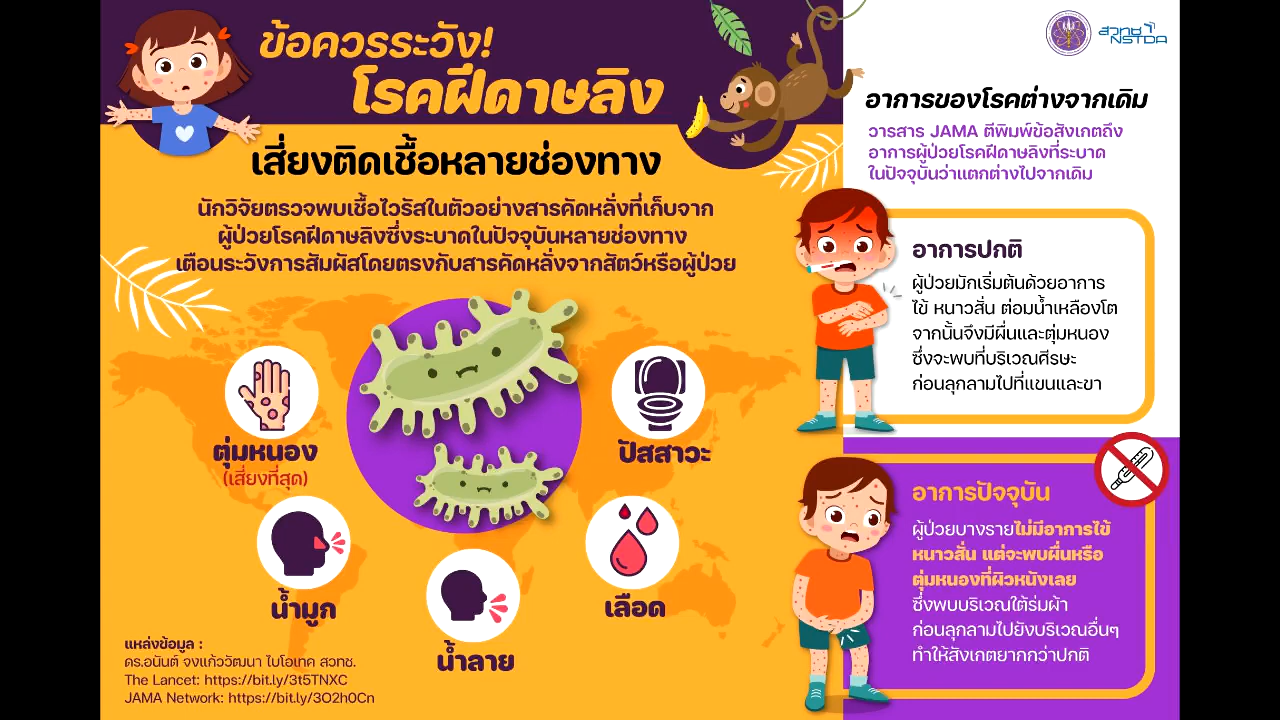 ข้อควรระวัง!
โรคฝีดาษลิง
เสี่ยงติดเชื้อหลายช่องทาง
นักวิจัยตรวจพบเชื้อไวรัสในตัวอย่างสารคัดหลั่งที่เก็บจาก
ผู้ป่วยโรคฝีดาษลิงซึ่งระบาดในปัจจุบันหลายช่องทาง
เตือนระวังการสัมผัสโดยตรงกับสารคัดหลั่งจากสัตว์หรือผู้ป่วย
ตุ่มหนอง
(เสี่ยงที่สุด)
น้ำมูก
น้ำลาย
เลือด
ปัสสาวะ
แหล่งข้อมูล :
ดร.อนันต์ จงแก้ววัฒนา ไบโอเทค สวทช.
The Lancet: https://bit.ly/3t5TNXC
JAMA Network: https://bit.ly/3O2h0Cn
สวทช
NSTDA
อาการของโรคต่างจากเดิม
วารสาร JAMA ตีพิมพ์ข้อสังเกตถึง
อาการผู้ป่วยโรคฝีดาษลิงที่ระบาด
ในปัจจุบันว่าแตกต่างไปจากเดิม
อาการปกติ
ผู้ป่วยมักเริ่มต้นด้วยอาการ
ไข้ หนาวสั่น ต่อมน้ำเหลืองโต
จากนั้นจึงมีผื่นและตุ่มหนอง
ซึ่งจะพบที่บริเวณศีรษะ
ก่อนลุกลามไปที่แขนและขา
อาการปัจจุบัน
ผู้ป่วยบางรายไม่มีอาการไข้
หนาวสั่น แต่จะพบผื่นหรือ
ตุ่มหนองที่ผิวหนังเลย
ซึ่งพบบริเวณใต้ร่มผ้า
ก่อนลุกลามไปยังบริเวณอื่นๆ
ทำให้สังเกตยากกว่าปกติ